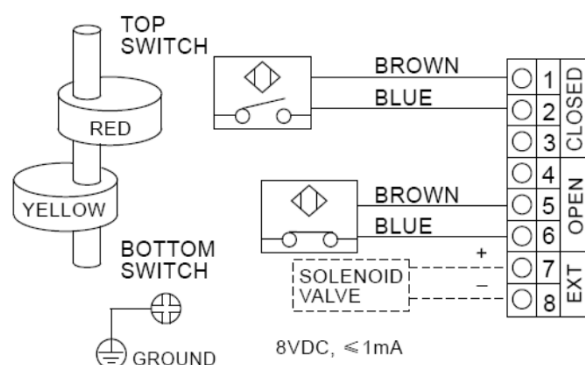 TOP
SWITCH
RED
YELLOW
BOTTOM
SWITCH
GROUND
BROWN
BLUE
BROWN
BLUE
+
SOLENOID
VALVE
−
8VDC, ≤1mA
1
2
3
CLOSED
4
5
6
OPEN
7
8
EXT